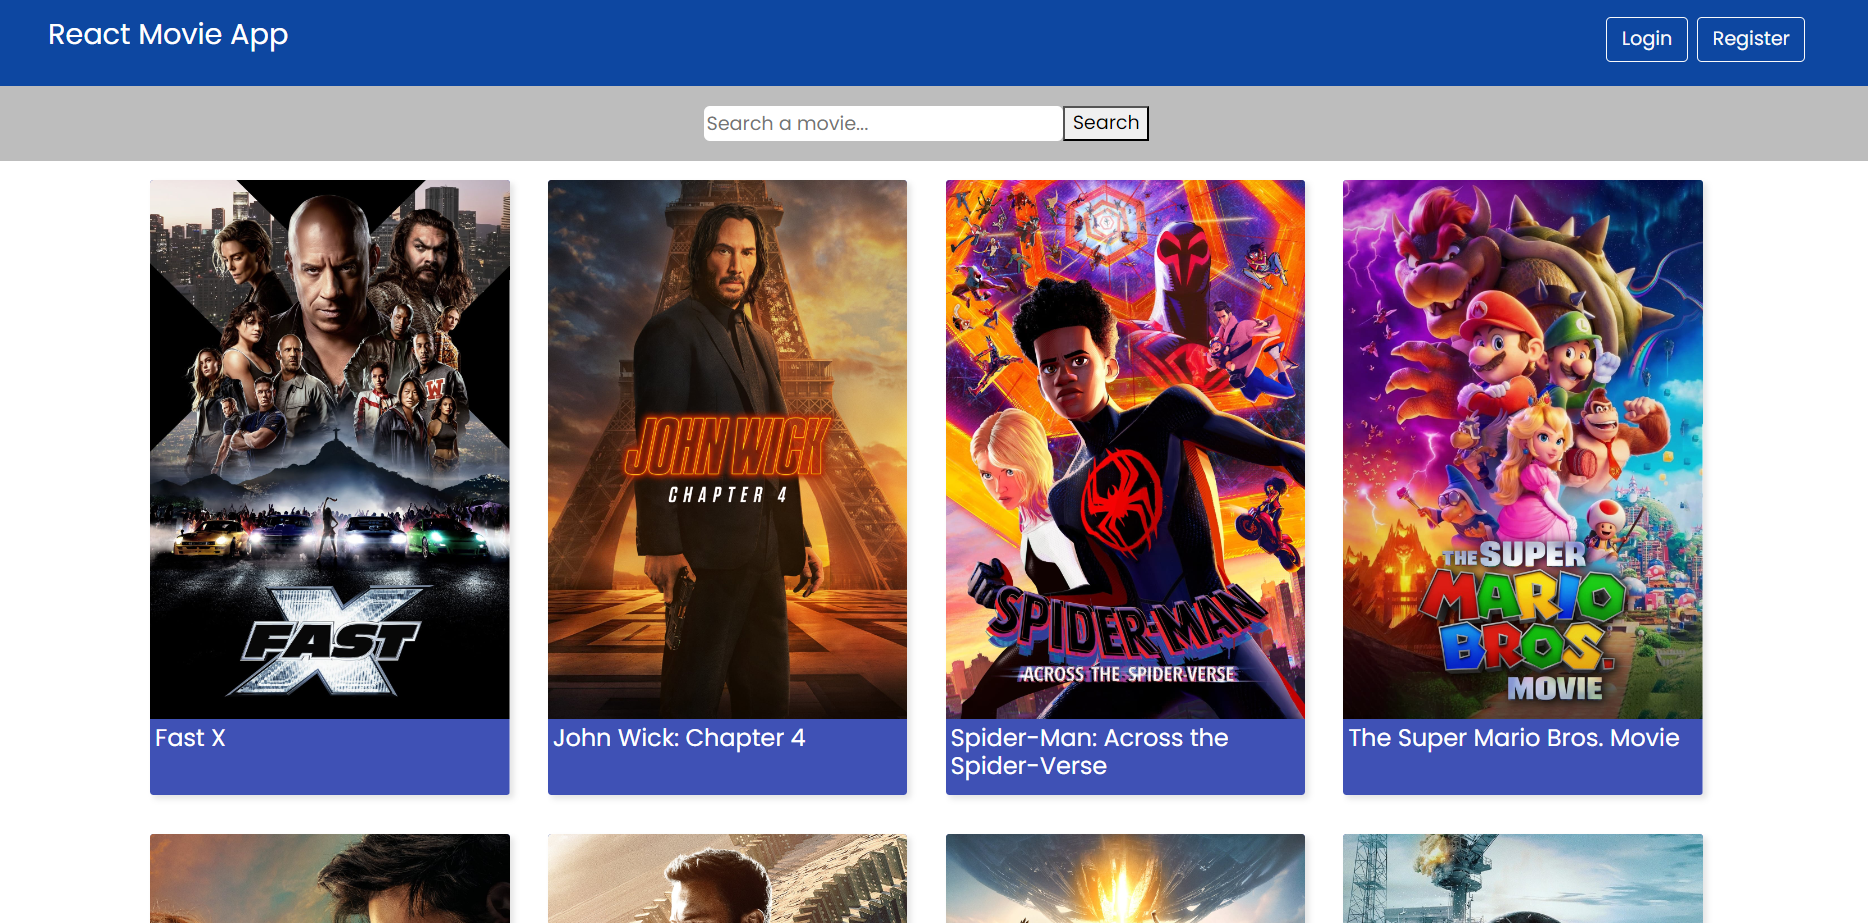 React Movie App
Login
Register
Search a movie...
Search
FAST X
JOHN WICK
CHAPTER 4
SPIDER-MAN
ACROSS THE SPIDER-VERSE
THE SUPER
MARIO
BROS.
MOVIE
Fast X
John Wick: Chapter 4
Spider-Man: Across the
Spider-Verse
The Super Mario Bros. Movie